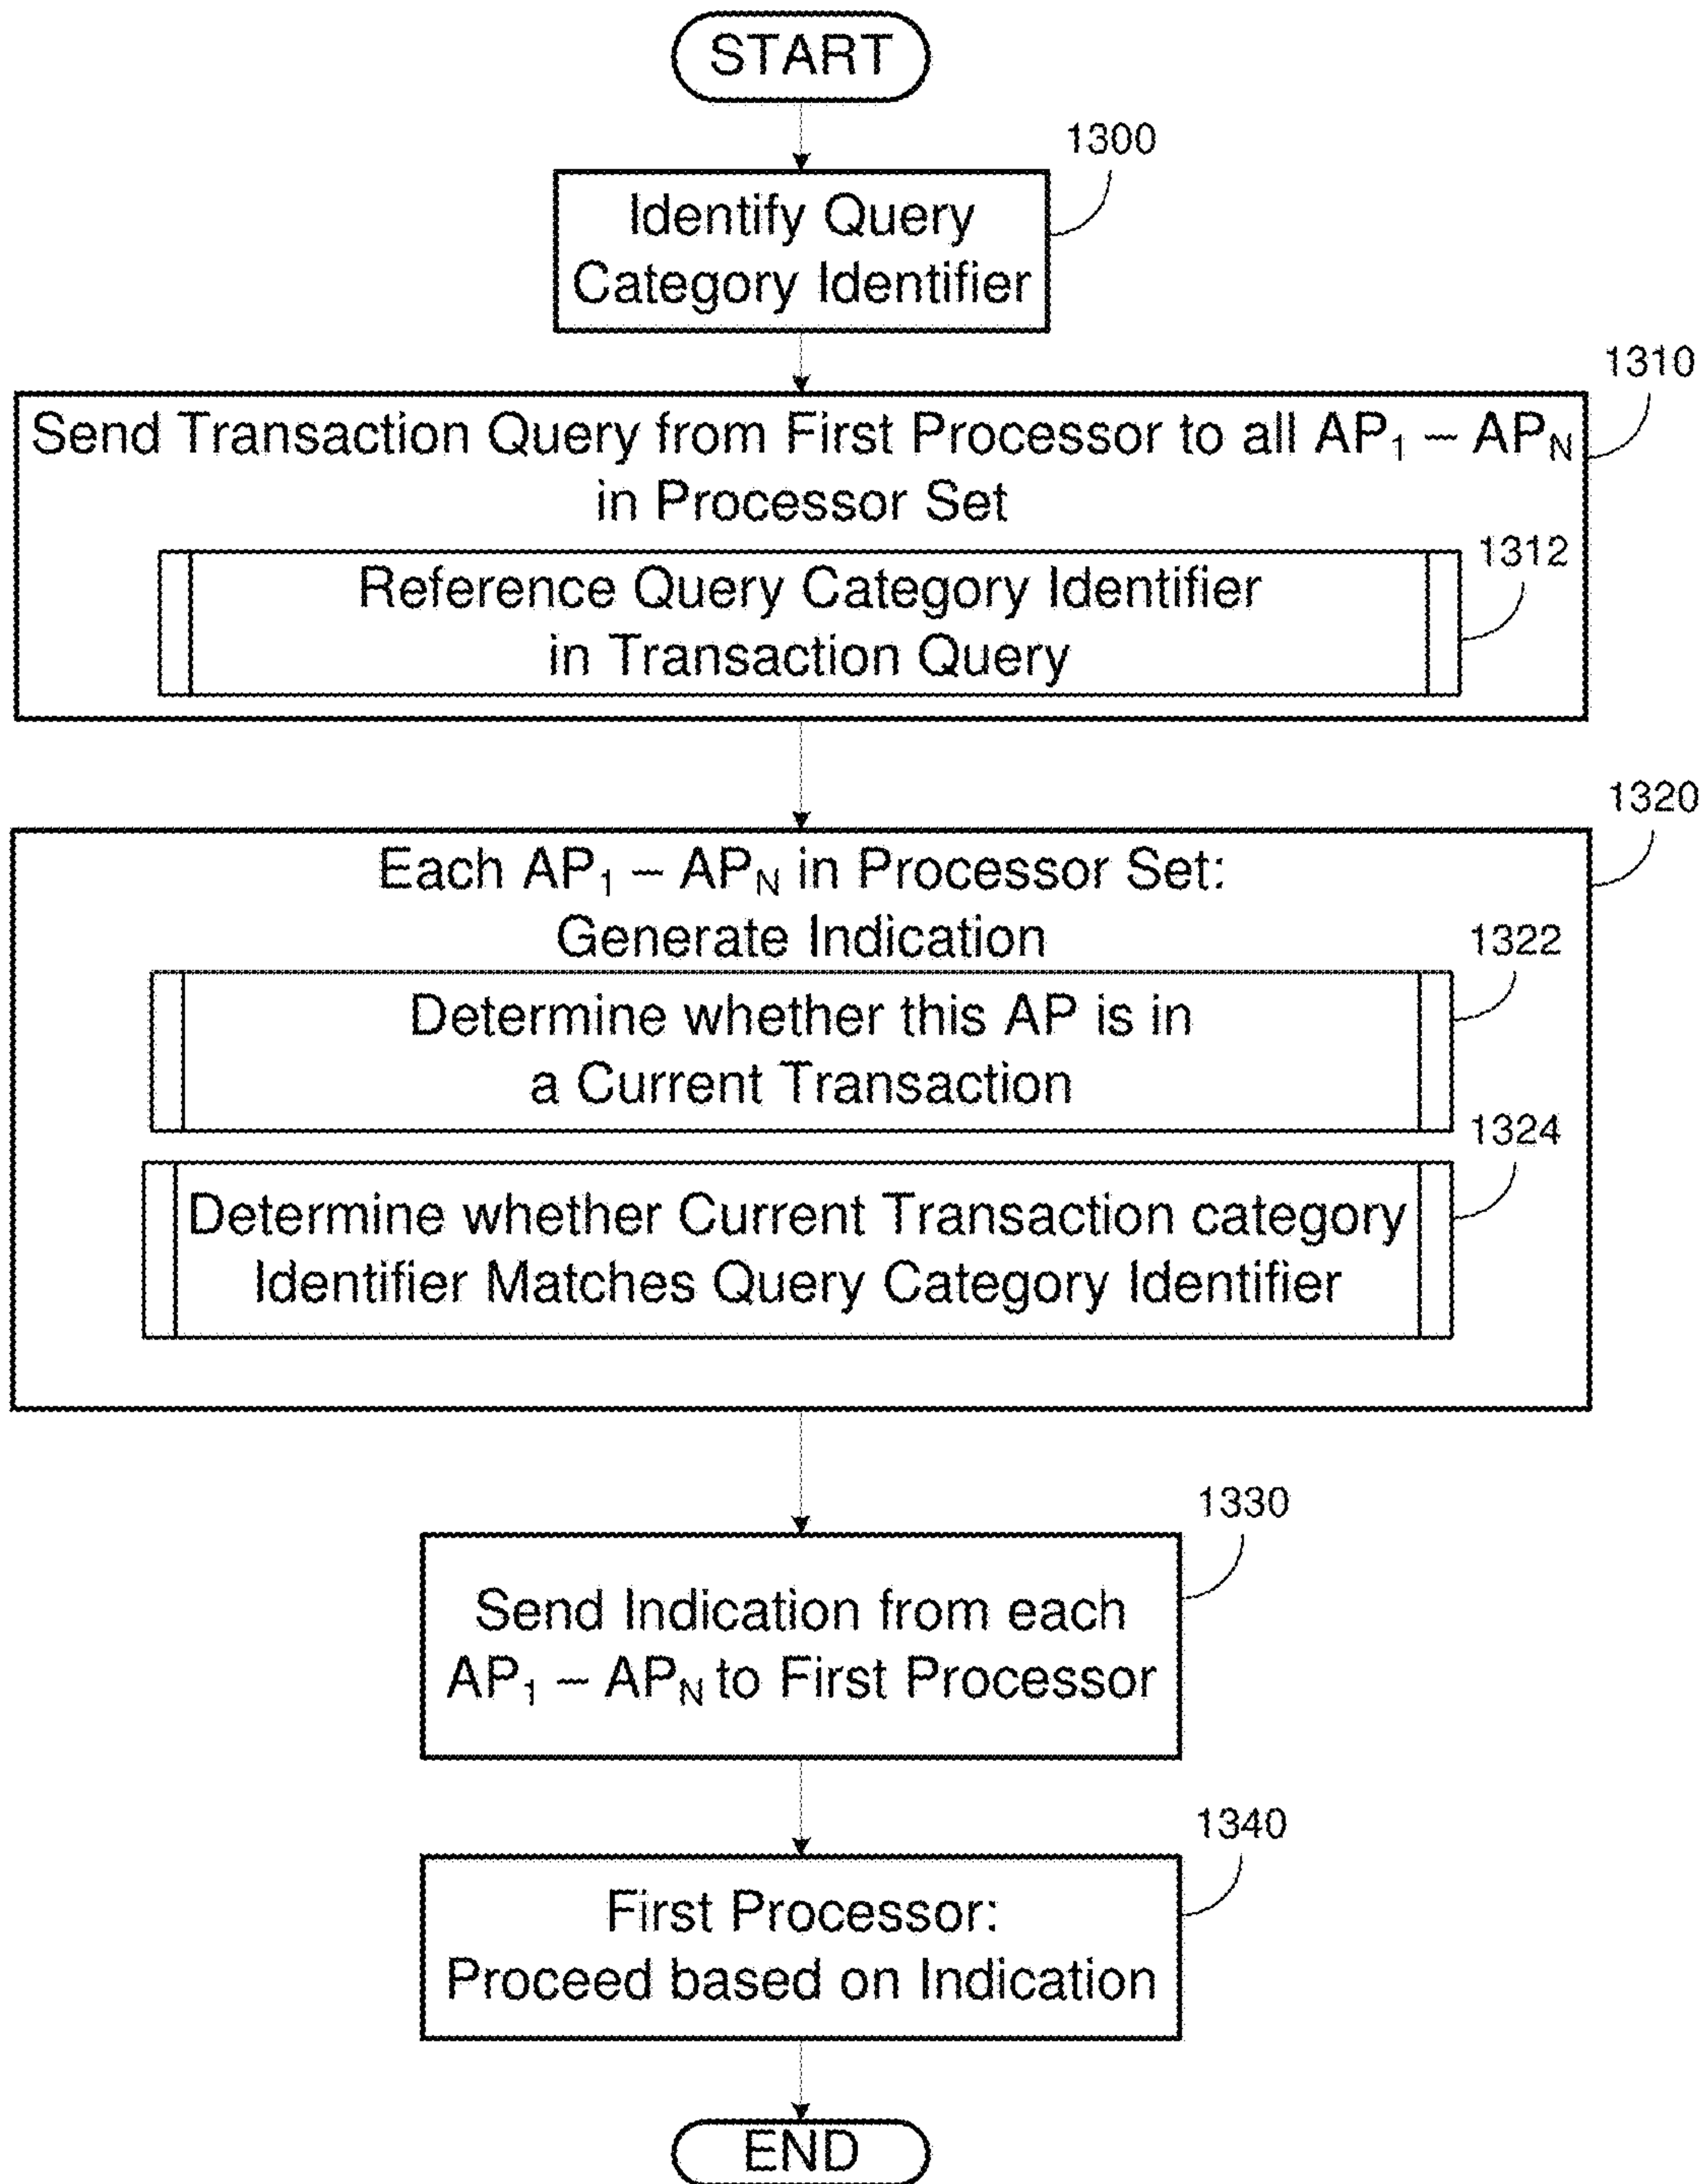 START
1300
Identify Query
Category Identifier
1310
Send Transaction Query from First Processor to all AP₁ – APN
in Processor Set
1312
Reference Query Category Identifier
in Transaction Query
1320
Each AP₁ – APN in Processor Set:
Generate Indication
1322
Determine whether this AP is in
a Current Transaction
1324
Determine whether Current Transaction category
Identifier Matches Query Category Identifier
1330
Send Indication from each
AP₁ – APN to First Processor
1340
First Processor:
Proceed based on Indication
END